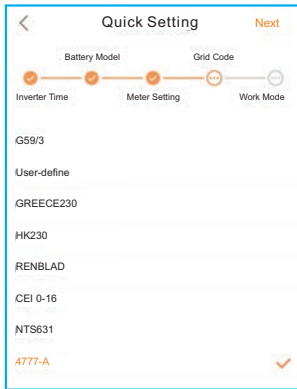 Quick Setting
Next
Battery Model
Grid Code
Inverter Time
Meter Setting
Work Mode
G59/3
User-define
GREECE230
HK230
RENBLAD
CEI 0-16
NTS631
4777-A